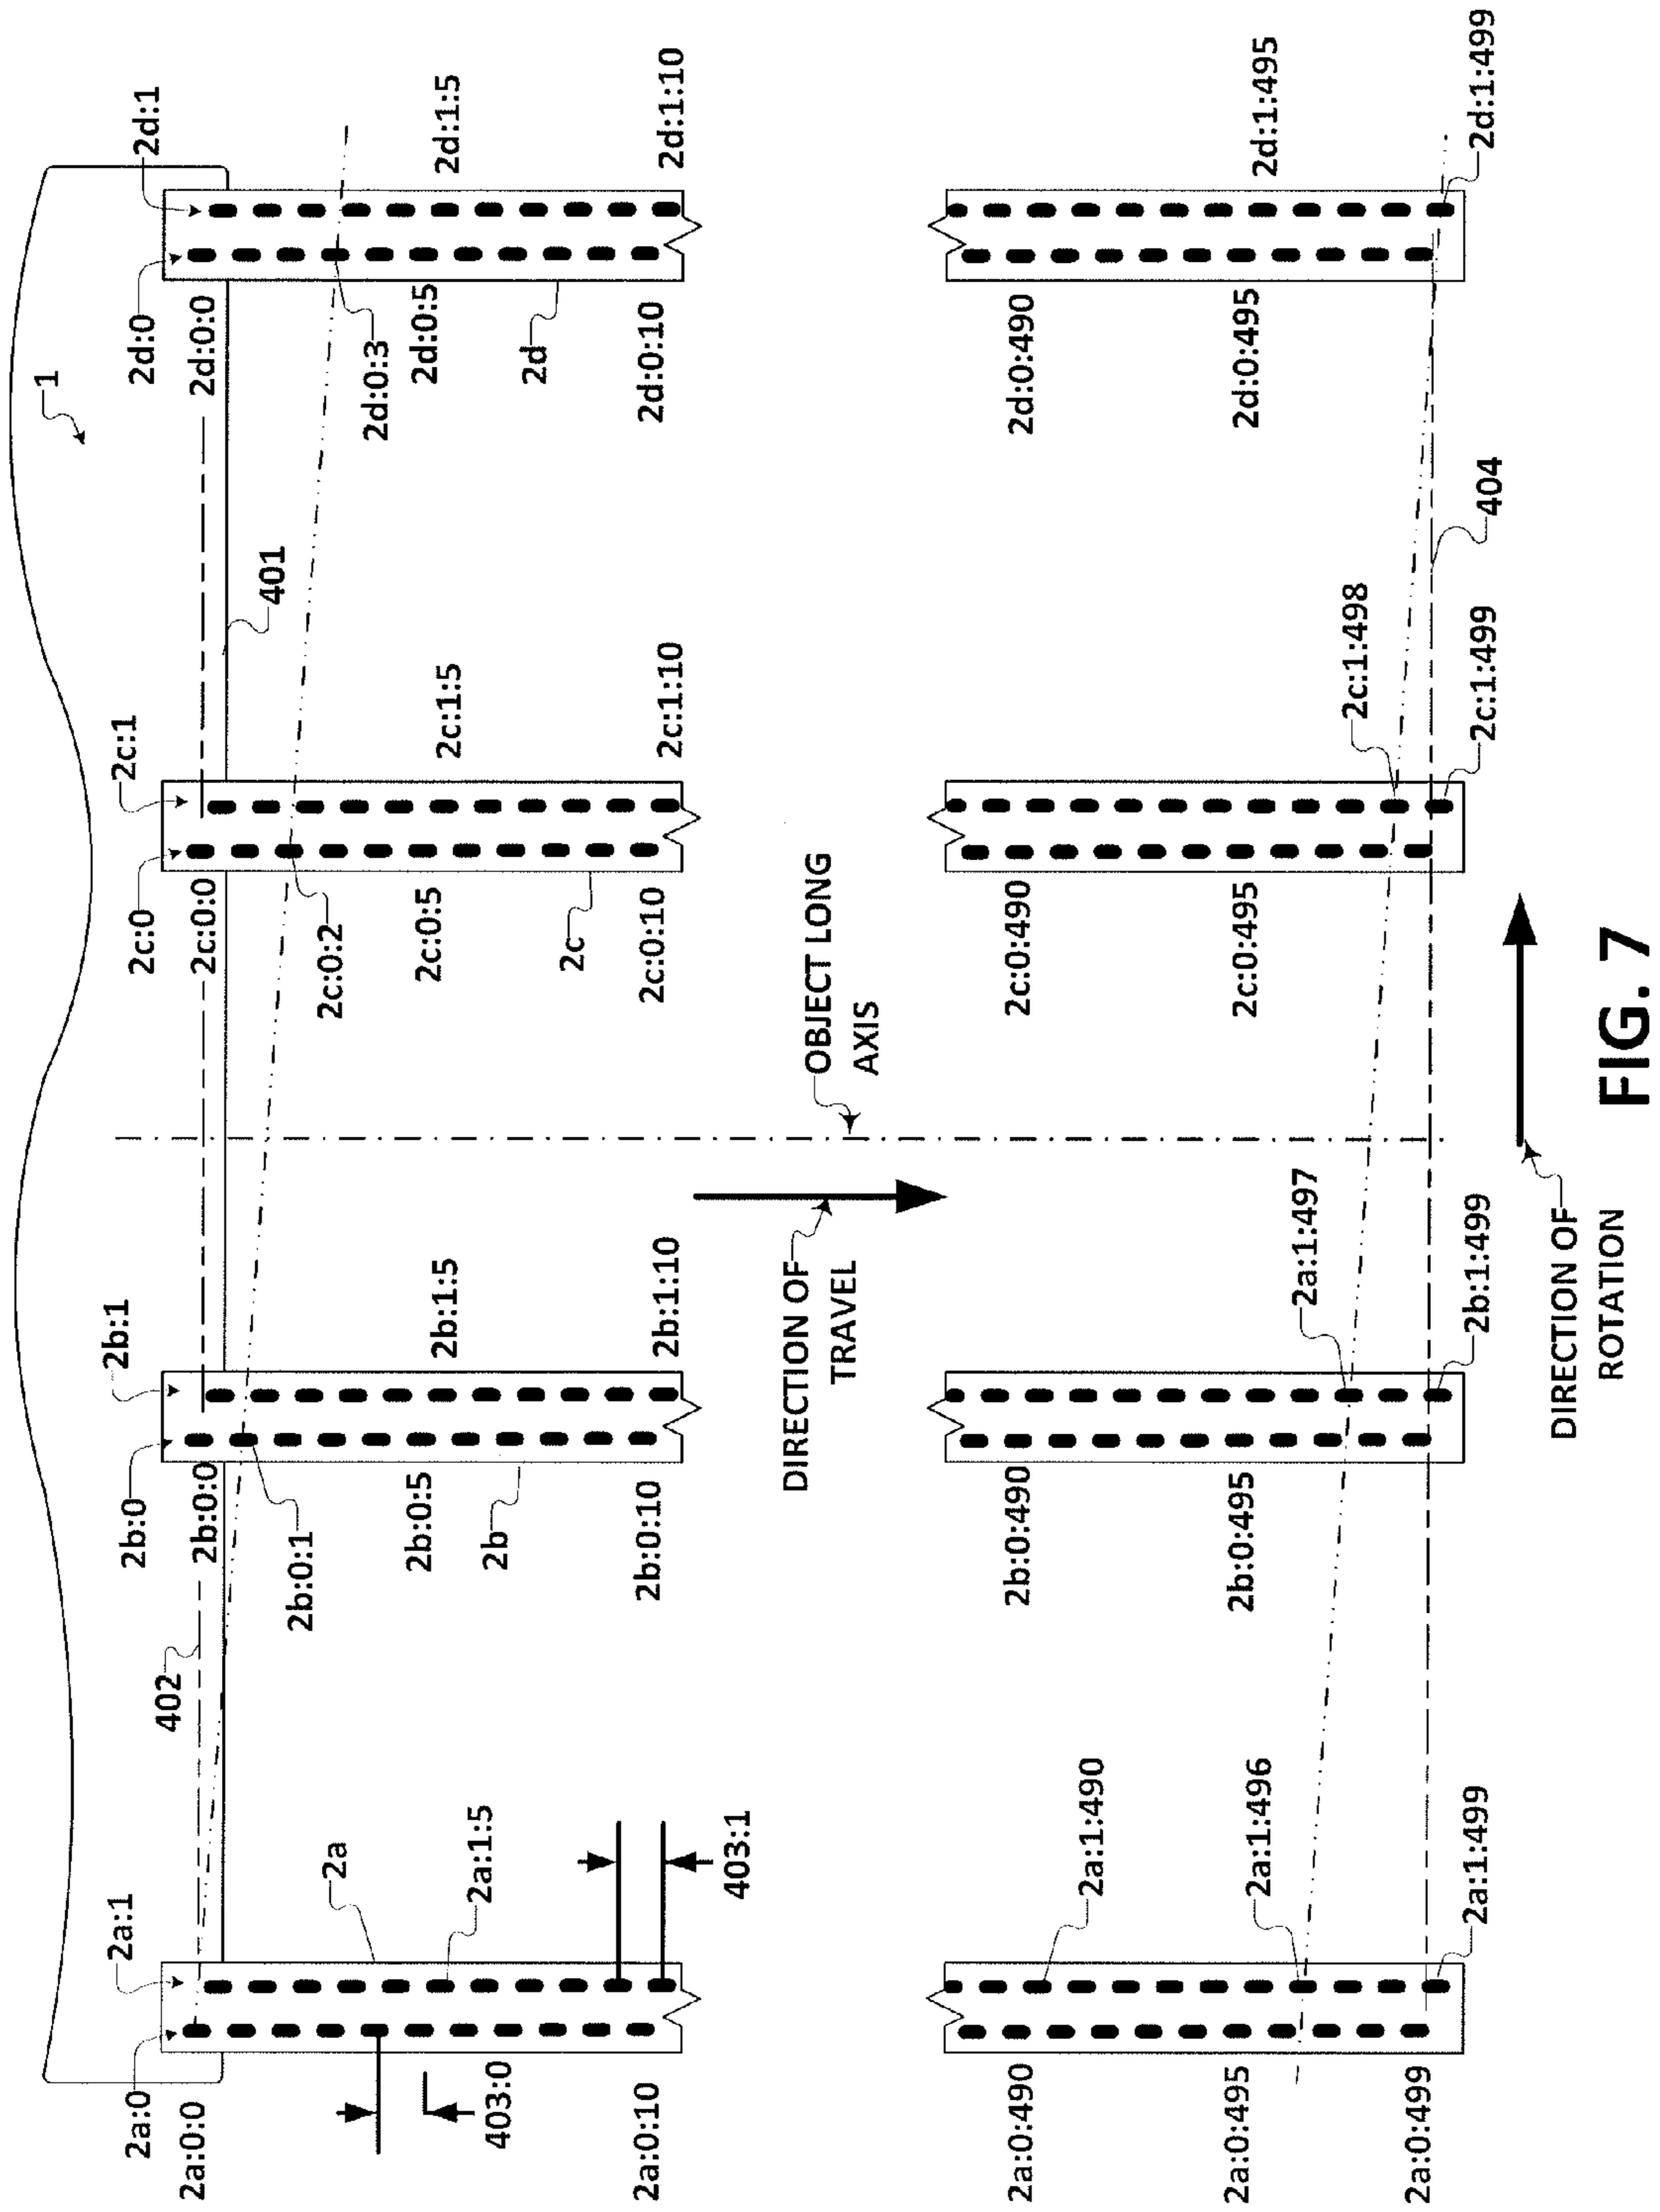 1
2a:1
2b:1
2c:1
2d:1
2a:0
2b:0
2c:0
2d:0
402
2a:0:0
2b:0:0
2c:0:0
2d:0:0
401
2b:0:1
2c:0:2
2d:0:3
2a
2a:1:5
2b:0:5
2b:1:5
2c:0:5
2c:1:5
2d:0:5
2d:1:5
403:0
2b
2c
2d
2a:0:10
2b:0:10
2b:1:10
2c:0:10
2c:1:10
2d:0:10
2d:1:10
403:1
DIRECTION OF
TRAVEL
OBJECT LONG
AXIS
2a:0:490
2a:1:490
2b:0:490
2c:0:490
2d:0:490
2a:0:495
2a:1:496
2b:0:495
2a:1:497
2c:0:495
2c:1:498
2d:0:495
2d:1:495
2a:0:499
2a:1:499
2b:1:499
2c:1:499
404
2d:1:499
DIRECTION OF
ROTATION
FIG. 7